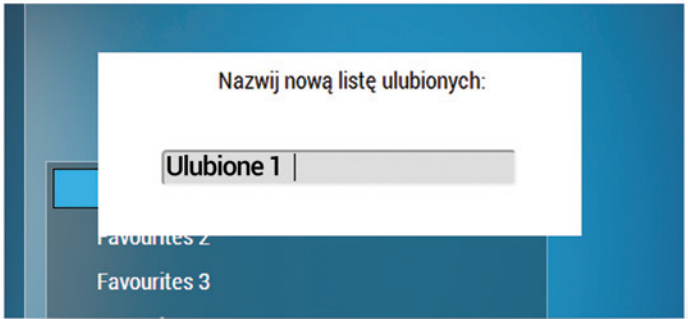 Nazwij nową listę ulubionych:
Ulubione 1
Favourites 2
Favourites 3